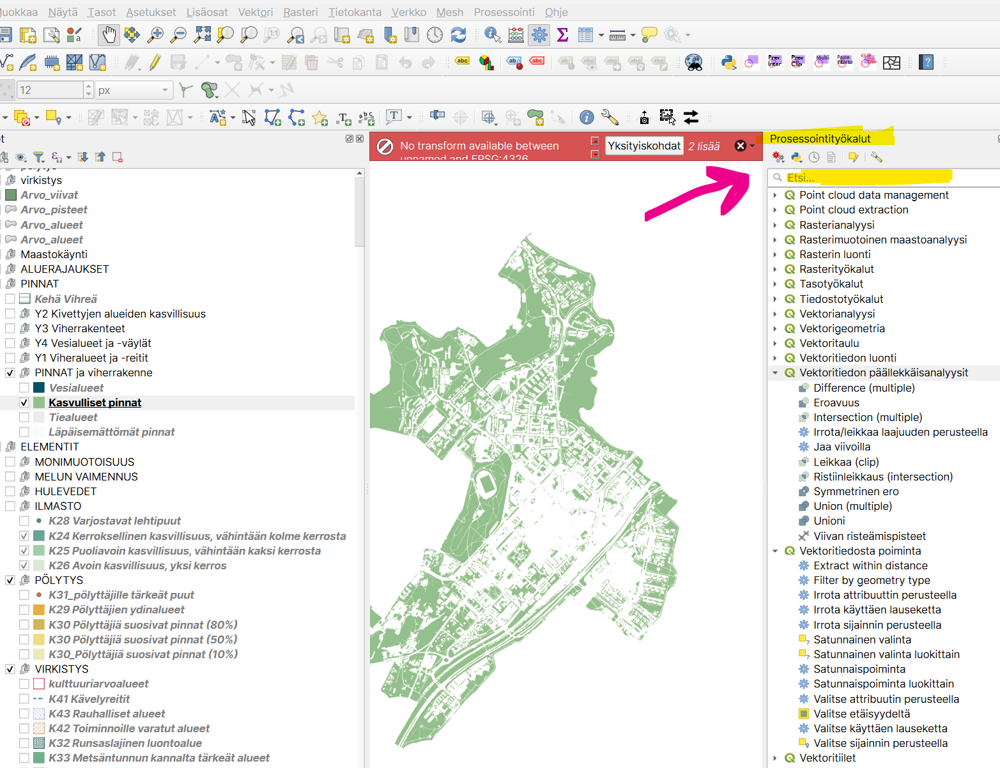 Muokkaa Näytä Tasot Asetukset Lisäosat Vektori Rasteri Tietokanta Verkko Mesh Prosessointi Ohje
1:1
abc abc abc
Prev Inter Prev Clip Multi
12 px
No transform available between
unnamed and EPSG:4326
Yksityiskohdat 2 lisää
Prosessointityökalut
Etsi...
virkistys
Arvo_viivat
Arvo_pisteet
Arvo_alueet
Arvo_alueet
Maastokäynti
ALUERAJAUKSET
PINNAT
Kehä Vihreä
Y2 Kivettyjen alueiden kasvillisuus
Y3 Viherrakenteet
Y4 Vesialueet ja -väylät
Y1 Viheralueet ja -reitit
PINNAT ja viherrakenne
Vesialueet
Kasvulliset pinnat
Tiealueet
Läpäisemättömät pinnat
ELEMENTIT
MONIMUOTOISUUS
MELUN VAIMENNUS
HULEVEDET
ILMASTO
K28 Varjostavat lehtipuut
K24 Kerroksellinen kasvillisuus, vähintään kolme kerrosta
K25 Puoliavoin kasvillisuus, vähintään kaksi kerrosta
K26 Avoin kasvillisuus, yksi kerros
PÖLYTYS
K31_pölyttäjille tärkeät puut
K29 Pölyttäjien ydinalueet
K30 Pölyttäjiä suosivat pinnat (80%)
K30 Pölyttäjiä suosivat pinnat (50%)
K30_Pölyttäjiä suosivat pinnat (10%)
VIRKISTYS
kulttuuriarvoalueet
K41 Kävelyreitit
K43 Rauhalliset alueet
K42 Toiminnoille varatut alueet
K32 Runsaslajinen luontoalue
K33 Metsäntunnun kannalta tärkeät alueet
Point cloud data management
Point cloud extraction
Rasterianalyysi
Rasterimuotoinen maastoanalyysi
Rasterin luonti
Rasterityökalut
Tasotyökalut
Tiedostotyökalut
Vektorianalyysi
Vektorigeometria
Vektoritaulu
Vektoritiedon luonti
Vektoritiedon päällekkäisanalyysit
Difference (multiple)
Eroavuus
Intersection (multiple)
Irrota/leikkaa laajuuden perusteella
Jaa viivoilla
Leikkaa (clip)
Ristiinleikkaus (intersection)
Symmetrinen ero
Union (multiple)
Unioni
Viivan risteämispisteet
Vektoritiedosta poiminta
Extract within distance
Filter by geometry type
Irrota attribuuttin perusteella
Irrota käyttäen lauseketta
Irrota sijainnin perusteella
Satunnainen valinta
Satunnainen valinta luokittain
Satunnaispoiminta
Satunnaispoiminta luokittain
Valitse attribuutin perusteella
Valitse etäisyydeltä
Valitse käyttäen lauseketta
Valitse sijainnin perusteella
Vektoritiilet